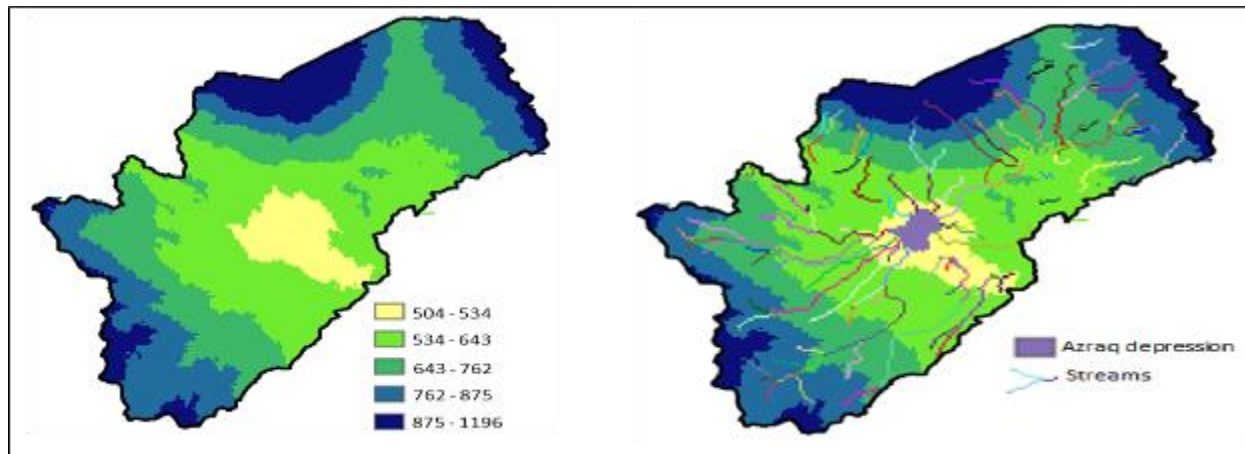 504 - 534
534 - 643
643 - 762
762 - 875
875 - 1196
Azraq depression
Streams